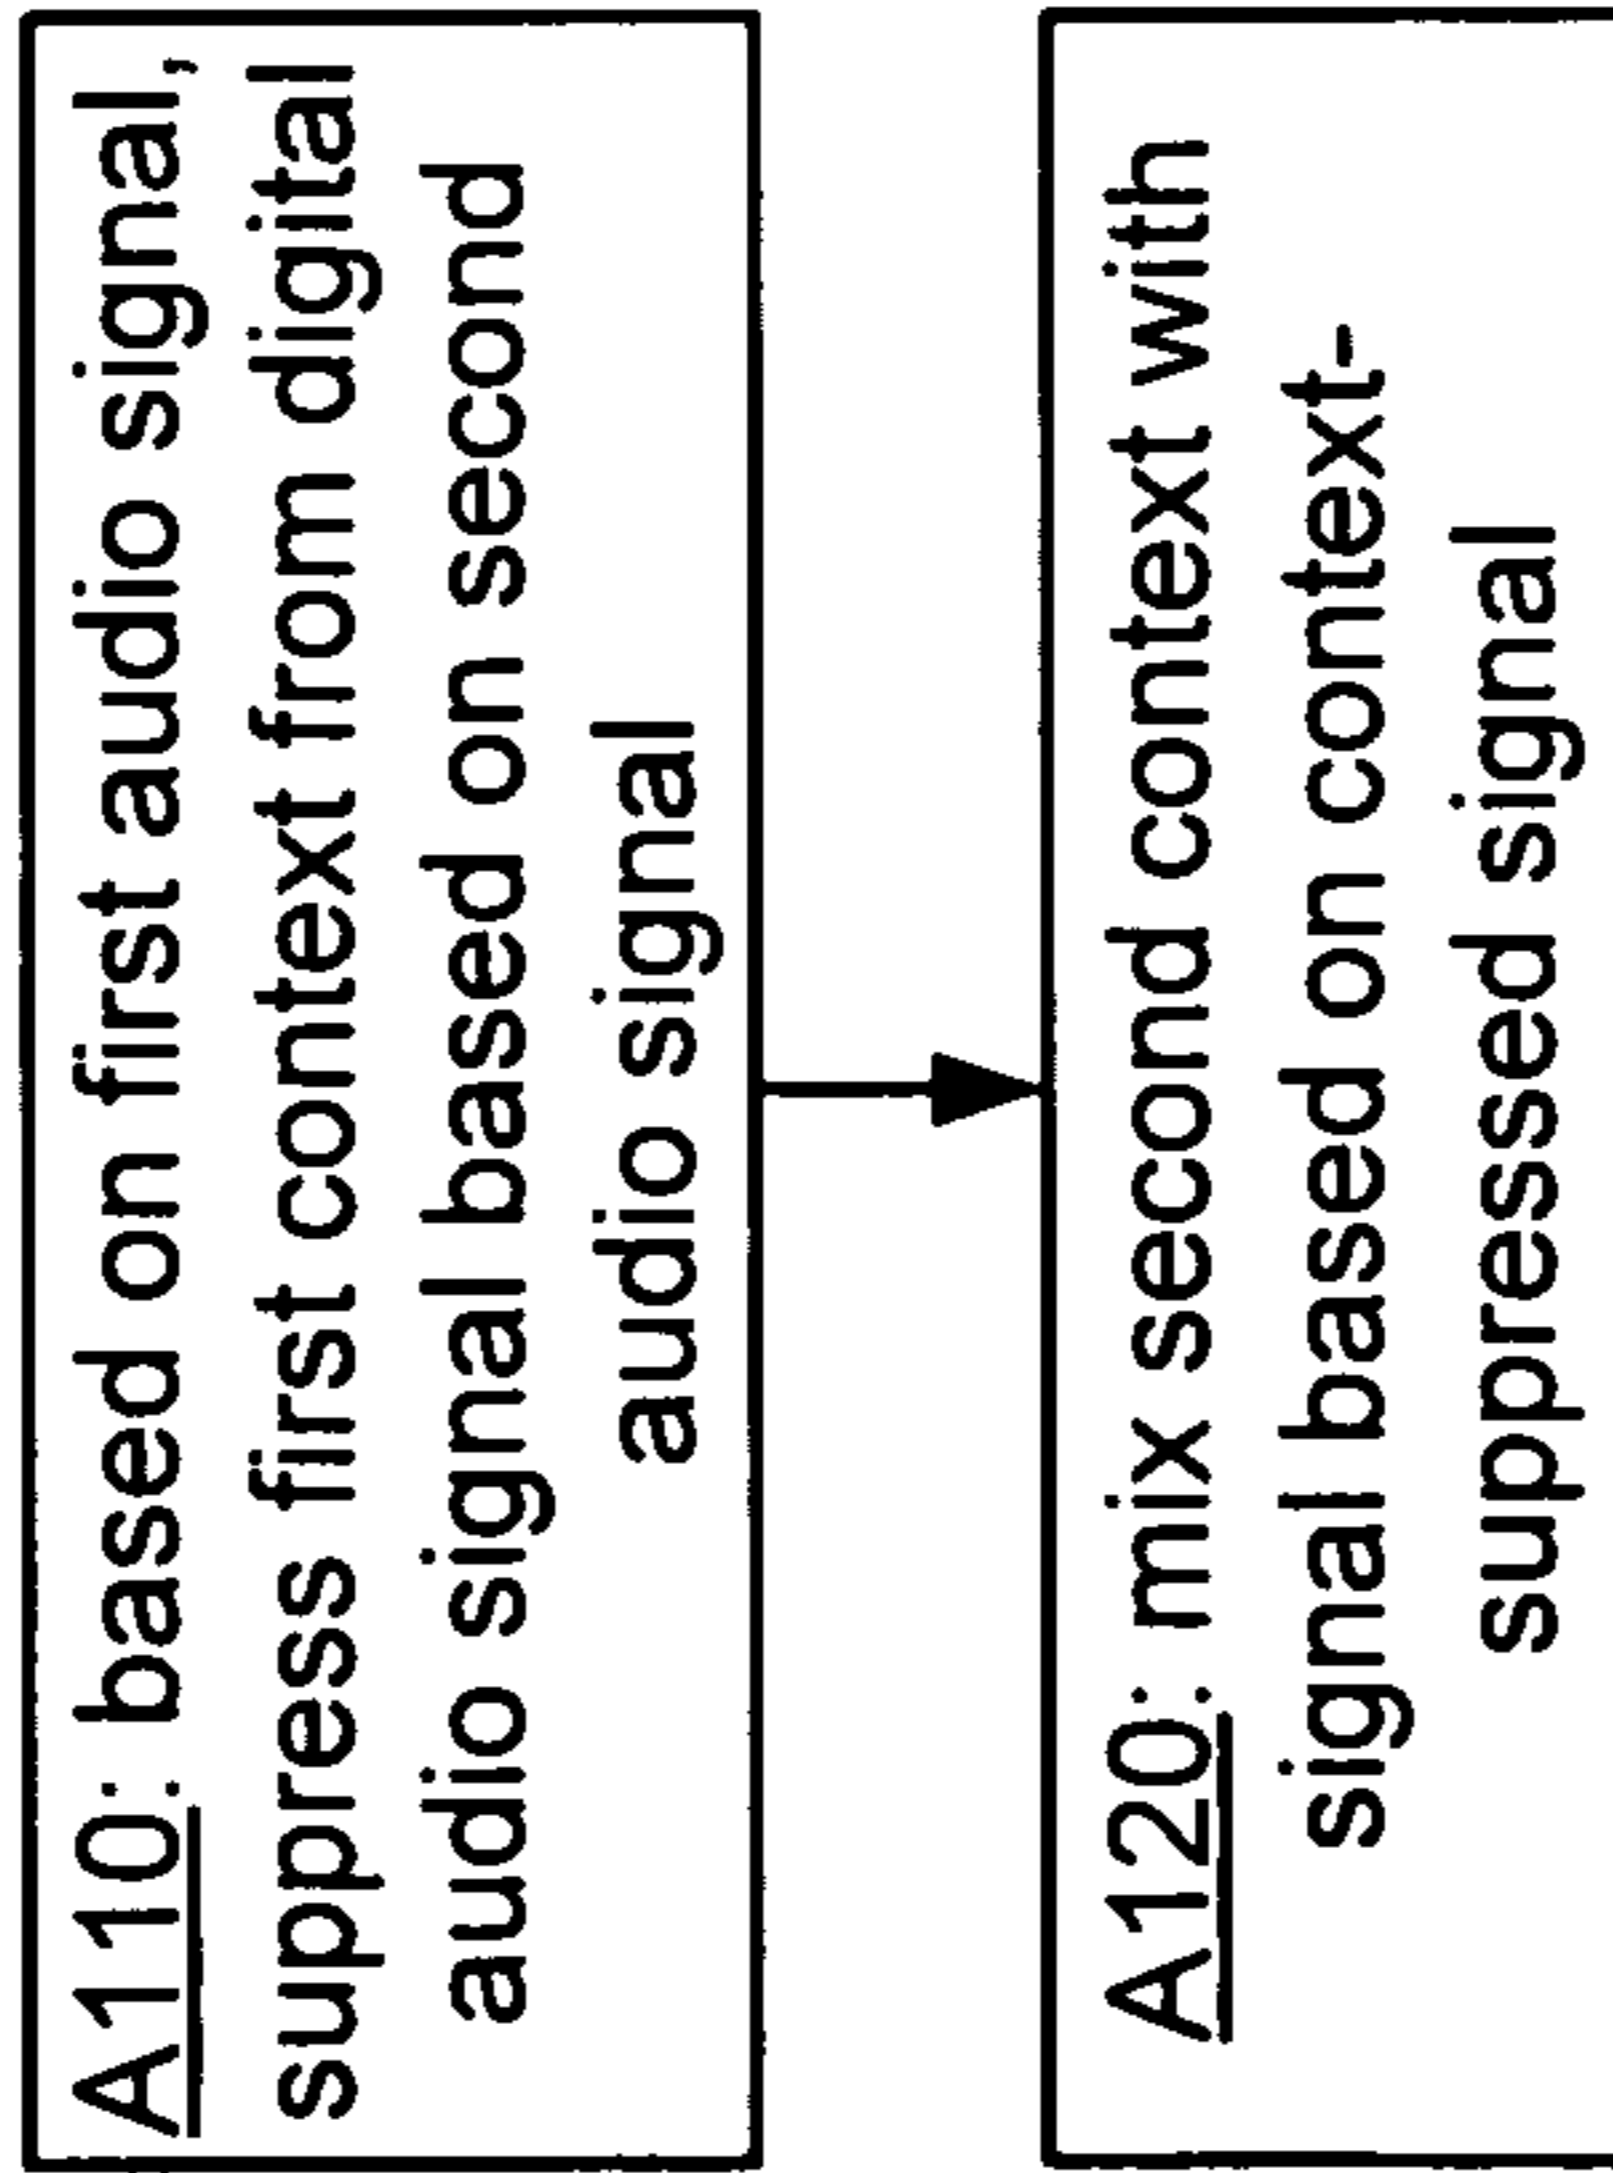 A110: based on first audio signal,
suppress first context from digital
audio signal based on second
audio signal
A120: mix second context with
signal based on context-
suppressed signal